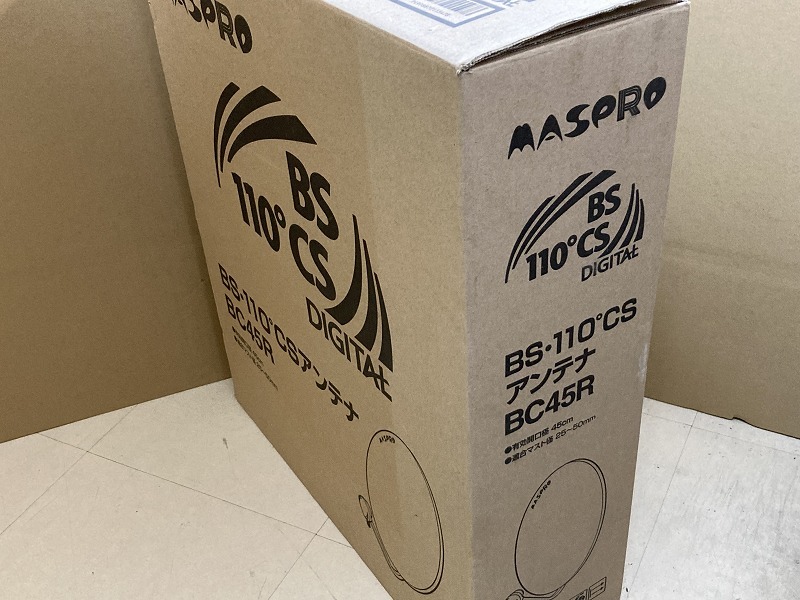 MASPRO
BS
110°CS
DIGITAL
BS・110°CSアンテナ
BC45R
MASPRO
MASPRO
BS
110°CS
DIGITAL
BS・110°CS
アンテナ
BC45R
●有効開口径 45cm
●適合マスト径 25～50mm
MASPRO